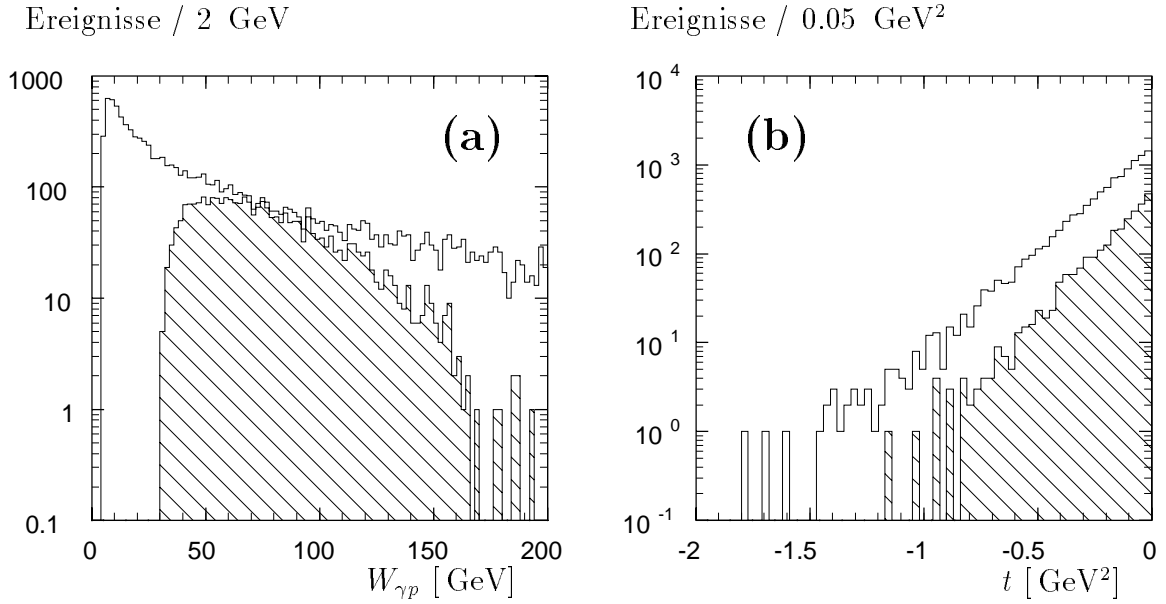 Ereignisse / 2 GeV
Ereignisse / 0.05 GeV²
1000
100
10
1
0.1
(a)
0 50 100 150 200
W_γp [GeV]
10⁴
10³
10²
10¹
10⁰
10⁻¹
(b)
-2 -1.5 -1 -0.5 0
t [GeV²]